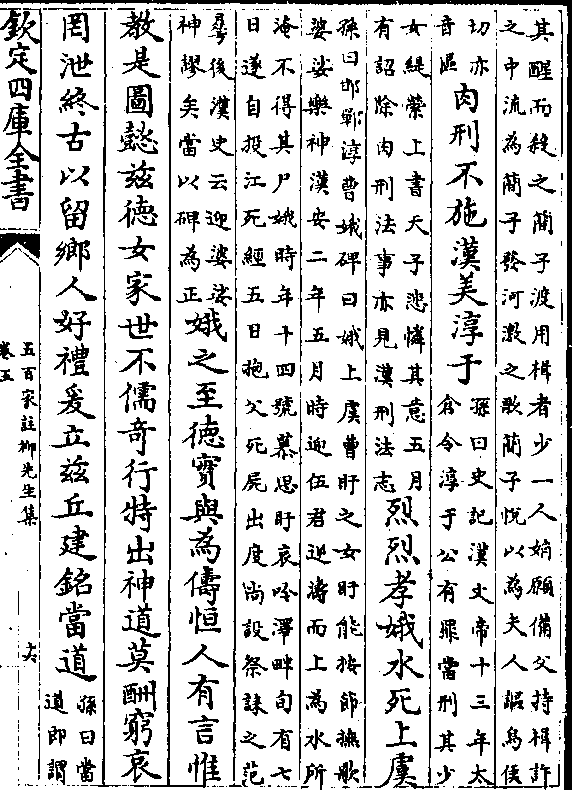 其醒而殺之簡子渡用楫者少一人娟願備父持楫許
之中流為簡子發河激之歌簡子悅以為夫人謳烏侯
切亦
音謳
肉刑不施漢美淳于
孫曰史記漢文帝十三年太
倉令淳于公有罪當刑其少
女緹縈上書天子悲憐其意五月
有詔除肉刑法事亦見漢刑法志
烈烈孝娥水死上虞
孫曰邯鄲淳曹娥碑曰娥上虞曹盱之女盱能按節撫歌
婆娑樂神漢安二年五月時迎伍君迎濤而上為水所
淹不得其尸娥時年十四號慕思盱哀吟澤畔旬有七
日遂自投江死經五日抱父死屍出度尚設祭誄之范
蔚後漢史云迎婆娑
神謬矣當以碑為正
娥之至德實與為儔恒人有言惟
教是圖懿茲德女家世不儒奇行特出神道莫酬窮哀
罔泄終古以留鄉人好禮爰立茲丘建銘當道
孫曰當
道即謂
欽定四庫全書
五百家註柳先生集
卷五
十六